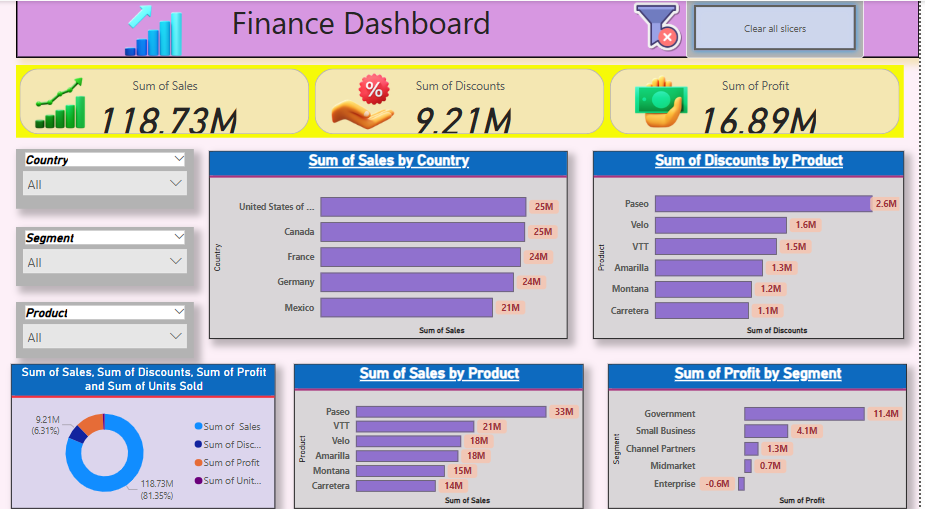 Finance Dashboard
Clear all slicers
Sum of Sales
118.73M
Sum of Discounts
9.21M
Sum of Profit
16.89M
%
Country
All
Segment
All
Product
All
Sum of Sales by Country
Country
United States of ...
25M
Canada
25M
France
24M
Germany
24M
Mexico
21M
Sum of Sales
Sum of Discounts by Product
Product
Paseo
2.6M
Velo
1.6M
VTT
1.5M
Amarilla
1.3M
Montana
1.2M
Carretera
1.1M
Sum of Discounts
Sum of Sales, Sum of Discounts, Sum of Profit
and Sum of Units Sold
9.21M
(6.31%)
118.73M
(81.35%)
Sum of Sales
Sum of Disc...
Sum of Profit
Sum of Unit...
Sum of Sales by Product
Product
Paseo
33M
VTT
21M
Velo
18M
Amarilla
18M
Montana
15M
Carretera
14M
Sum of Sales
Sum of Profit by Segment
Segment
Government
11.4M
Small Business
4.1M
Channel Partners
1.3M
Midmarket
0.7M
Enterprise
-0.6M
Sum of Profit